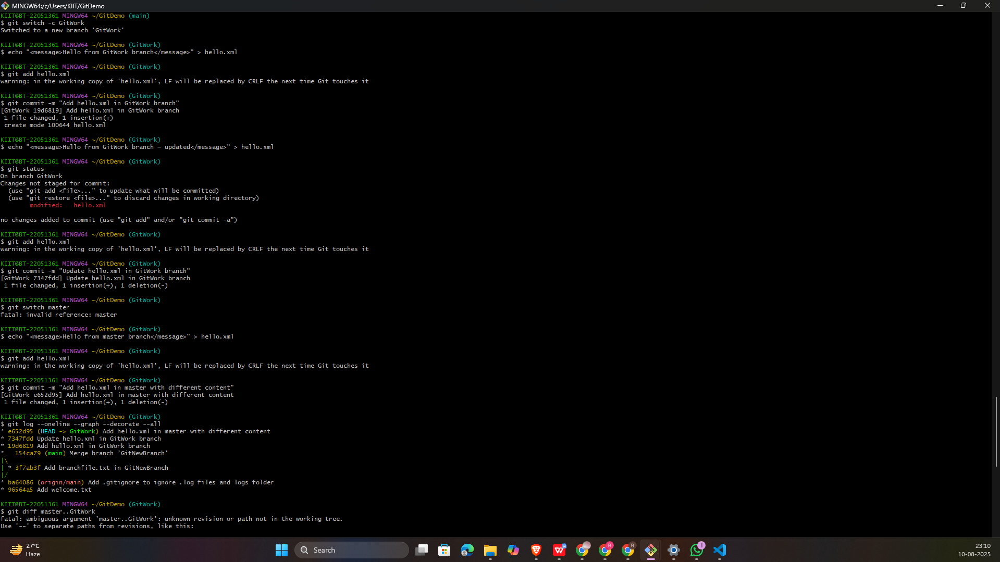 MINGW64:/c/Users/KIIT/GitDemo
KIIT@BT-22051361 MINGW64 ~/GitDemo (main)
$ git switch -c GitWork
Switched to a new branch 'GitWork'
KIIT@BT-22051361 MINGW64 ~/GitDemo (GitWork)
$ echo "<message>Hello from GitWork branch</message>" > hello.xml
KIIT@BT-22051361 MINGW64 ~/GitDemo (GitWork)
$ git add hello.xml
warning: in the working copy of 'hello.xml', LF will be replaced by CRLF the next time Git touches it
KIIT@BT-22051361 MINGW64 ~/GitDemo (GitWork)
$ git commit -m "Add hello.xml in GitWork branch"
[GitWork 19d6819] Add hello.xml in GitWork branch
 1 file changed, 1 insertion(+)
 create mode 100644 hello.xml
KIIT@BT-22051361 MINGW64 ~/GitDemo (GitWork)
$ echo "<message>Hello from GitWork branch – updated</message>" > hello.xml
KIIT@BT-22051361 MINGW64 ~/GitDemo (GitWork)
$ git status
On branch GitWork
Changes not staged for commit:
  (use "git add <file>..." to update what will be committed)
  (use "git restore <file>..." to discard changes in working directory)
        modified:   hello.xml
no changes added to commit (use "git add" and/or "git commit -a")
KIIT@BT-22051361 MINGW64 ~/GitDemo (GitWork)
$ git add hello.xml
warning: in the working copy of 'hello.xml', LF will be replaced by CRLF the next time Git touches it
KIIT@BT-22051361 MINGW64 ~/GitDemo (GitWork)
$ git commit -m "Update hello.xml in GitWork branch"
[GitWork 7347fdd] Update hello.xml in GitWork branch
 1 file changed, 1 insertion(+), 1 deletion(-)
KIIT@BT-22051361 MINGW64 ~/GitDemo (GitWork)
$ git switch master
fatal: invalid reference: master
KIIT@BT-22051361 MINGW64 ~/GitDemo (GitWork)
$ echo "<message>Hello from master branch</message>" > hello.xml
KIIT@BT-22051361 MINGW64 ~/GitDemo (GitWork)
$ git add hello.xml
warning: in the working copy of 'hello.xml', LF will be replaced by CRLF the next time Git touches it
KIIT@BT-22051361 MINGW64 ~/GitDemo (GitWork)
$ git commit -m "Add hello.xml in master with different content"
[GitWork e652d95] Add hello.xml in master with different content
 1 file changed, 1 insertion(+), 1 deletion(-)
KIIT@BT-22051361 MINGW64 ~/GitDemo (GitWork)
$ git log --oneline --graph --decorate --all
* e652d95 (HEAD -> GitWork) Add hello.xml in master with different content
* 7347fdd Update hello.xml in GitWork branch
* 19d6819 Add hello.xml in GitWork branch
*   154ca79 (main) Merge branch 'GitNewBranch'
|\
| * 3f7ab3f Add branchfile.txt in GitNewBranch
|/
* ba64086 (origin/main) Add .gitignore to ignore .log files and logs folder
* 96564a5 Add welcome.txt
KIIT@BT-22051361 MINGW64 ~/GitDemo (GitWork)
$ git diff master..GitWork
fatal: ambiguous argument 'master..GitWork': unknown revision or path not in the working tree.
Use '--' to separate paths from revisions, like this:
27°C
Haze
Search
R
R
1
23:10
10-08-2025